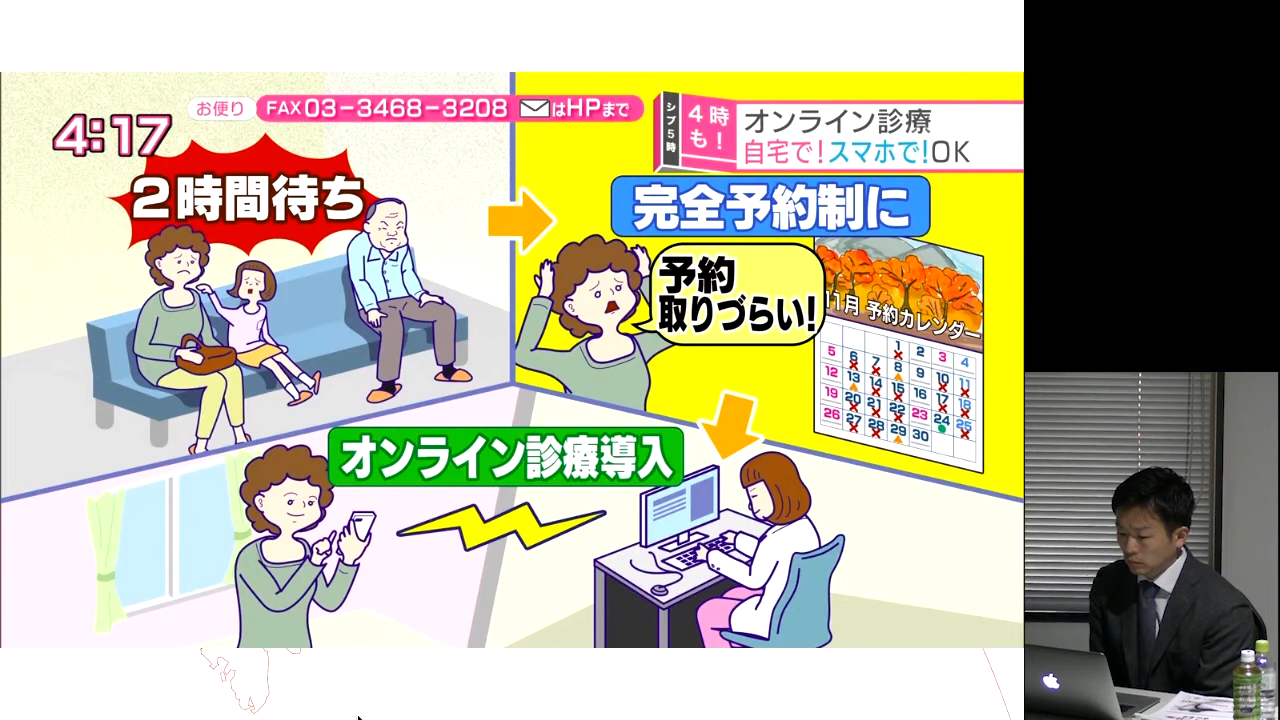 お便り FAX03-3468-3208 はHPまで
4:17
シブ5時
4時も!
オンライン診療
自宅で!スマホで!OK
2時間待ち
完全予約制に
予約
取りづらい!
11月 予約カレンダー
1 2 3 4
5 6 7 8 9 10 11
12 13 14 15 16 17 18
19 20 21 22 23 24 25
26 27 28 29 30
オンライン診療導入